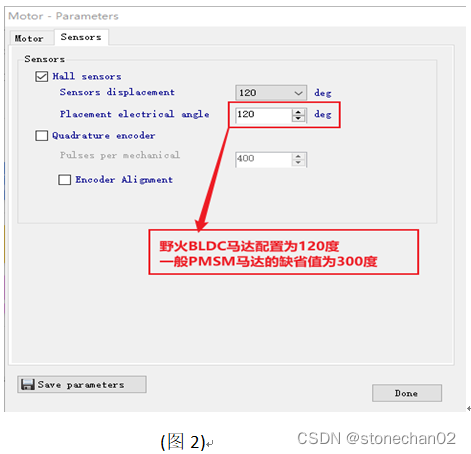 Motor - Parameters
Motor
Sensors
Sensors
Hall sensors
Sensors displacement
120
deg
Placement electrical angle
120
deg
Quadrature encoder
Pulses per mechanical
400
Encoder Alignment
野火BLDC马达配置为120度
一般PMSM马达的缺省值为300度
Save parameters
Done
(图 2)
CSDN @stonechan02